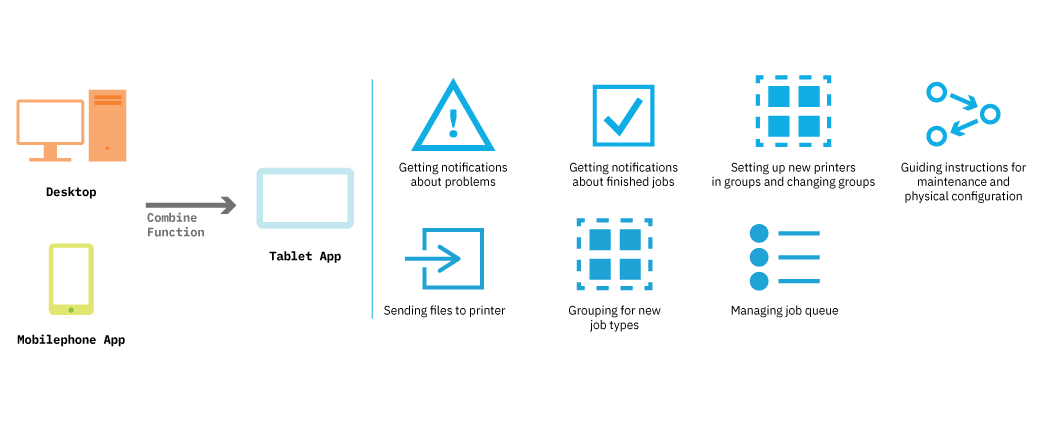 Desktop
Combine
Function
Mobilephone App
Tablet App
Getting notifications
about problems
Getting notifications
about finished jobs
Setting up new printers
in groups and changing groups
Guiding instructions for
maintenance and
physical configuration
Sending files to printer
Grouping for new
job types
Managing job queue